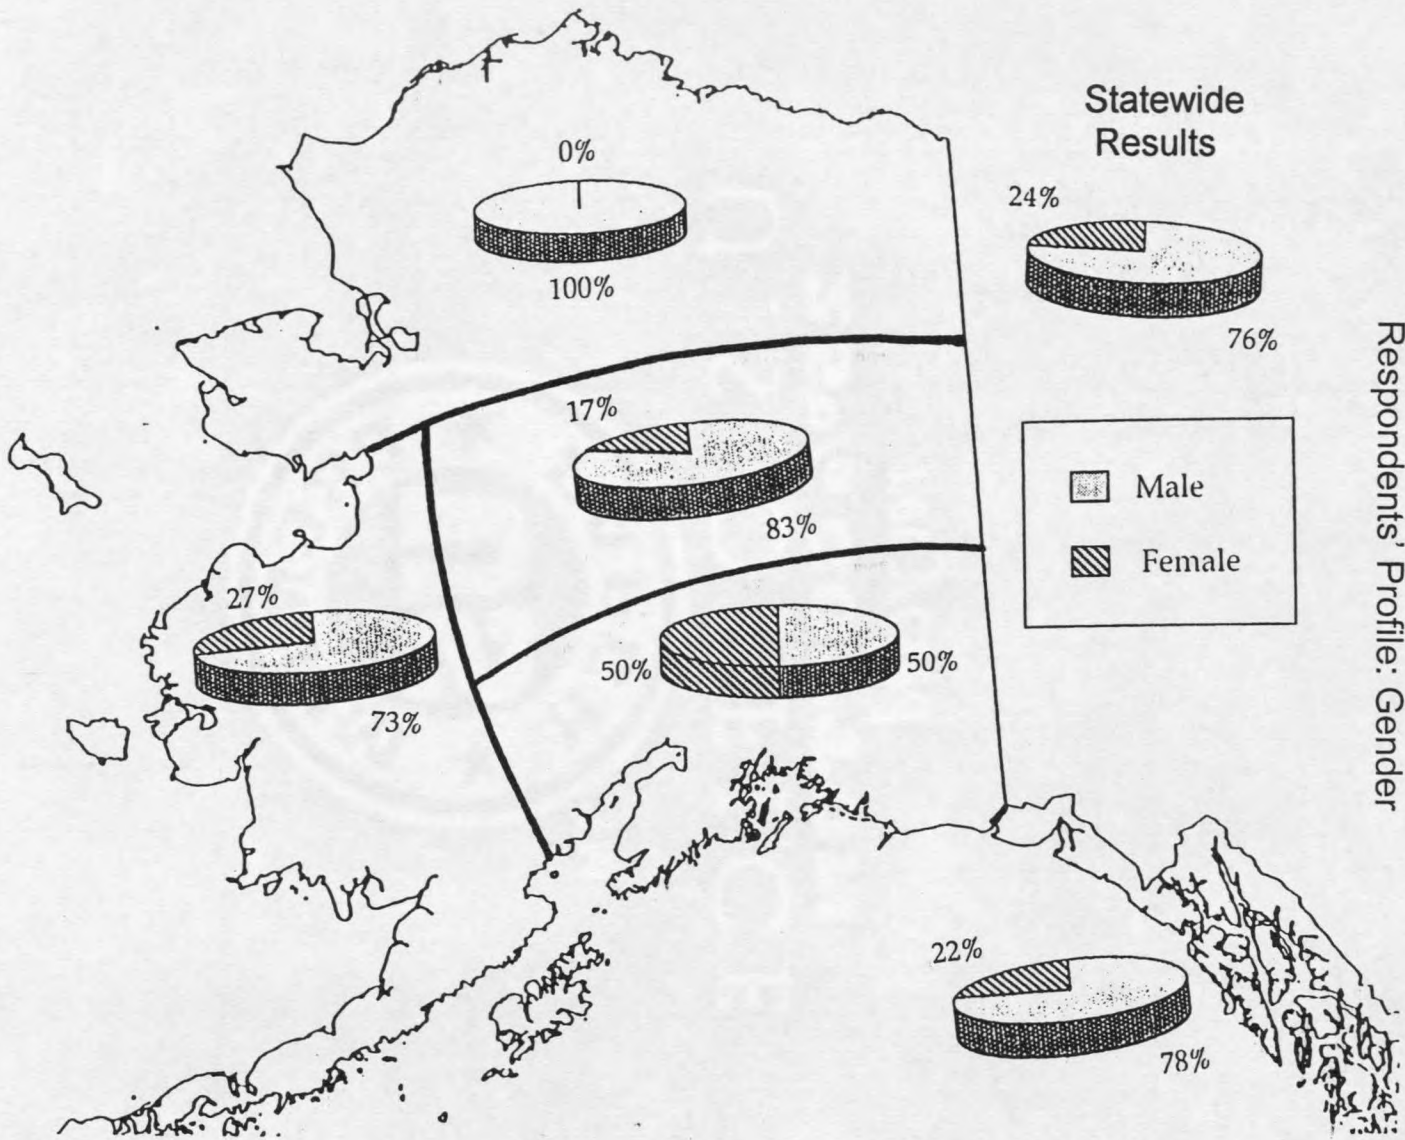 Statewide
Results
0%
100%
24%
76%
17%
83%
Male
Female
27%
73%
50%
50%
22%
78%
Respondents' Profile: Gender